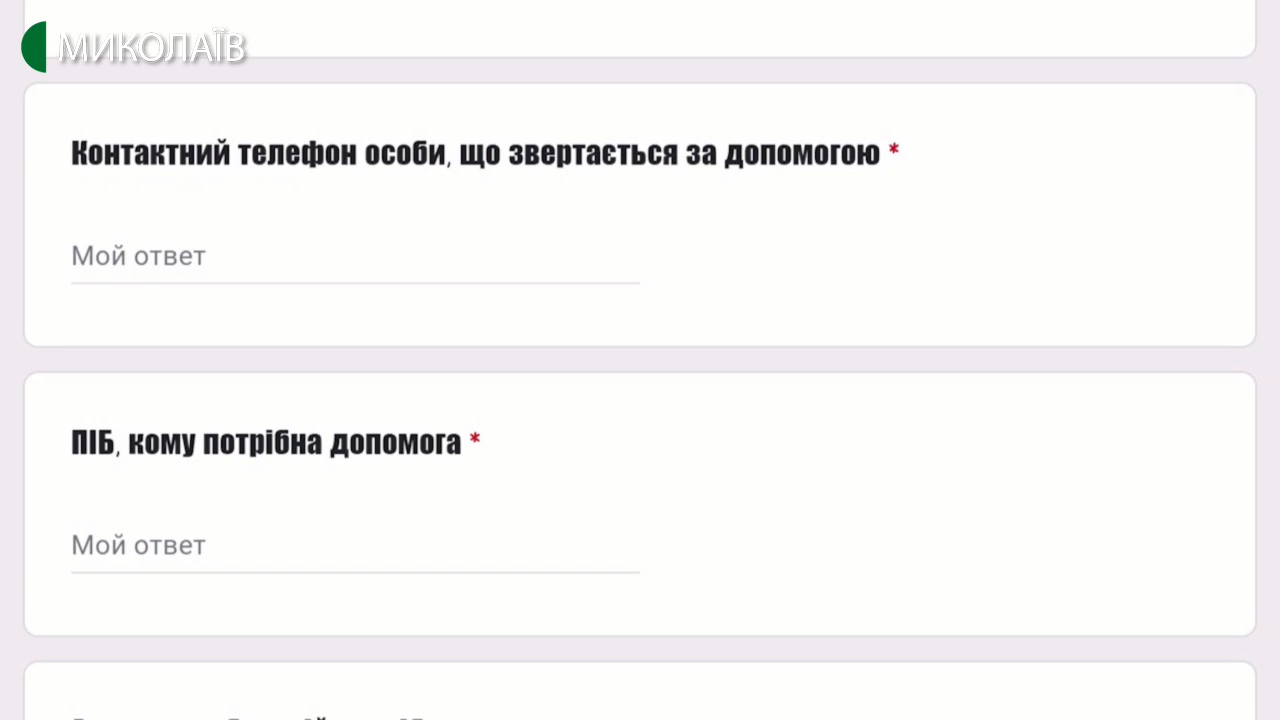 МИКОЛАЇВ
Контактний телефон особи, що звертається за допомогою *
Мой ответ
ПІБ, кому потрібна допомога *
Мой ответ